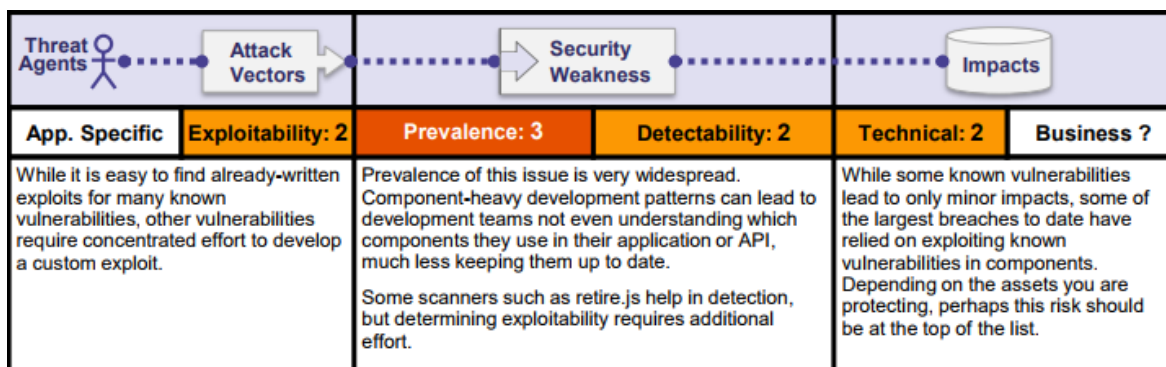 Threat
Agents
Attack
Vectors
Security
Weakness
Impacts
App. Specific
Exploitability: 2
Prevalence: 3
Detectability: 2
Technical: 2
Business ?
While it is easy to find already-written
exploits for many known
vulnerabilities, other vulnerabilities
require concentrated effort to develop
a custom exploit.
Prevalence of this issue is very widespread.
Component-heavy development patterns can lead to
development teams not even understanding which
components they use in their application or API,
much less keeping them up to date.
Some scanners such as retire.js help in detection,
but determining exploitability requires additional
effort.
While some known vulnerabilities
lead to only minor impacts, some of
the largest breaches to date have
relied on exploiting known
vulnerabilities in components.
Depending on the assets you are
protecting, perhaps this risk should
be at the top of the list.